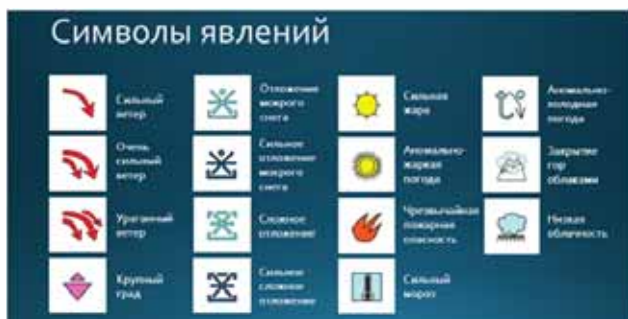 Символы явлений
Сильный
ветер
Отложение
мокрого
снега
Сильная
жара
Аномально-
холодная
погода
Очень
сильный
ветер
Сильное
отложение
мокрого
снега
Аномально-
жаркая
погода
Закрытие
гор
облаками
Ураганный
ветер
Сложное
отложение
Чрезвычайная
пожарная
опасность
Низкая
облачность
Крупный
град
Сильное
сложное
отложение
Сильный
мороз